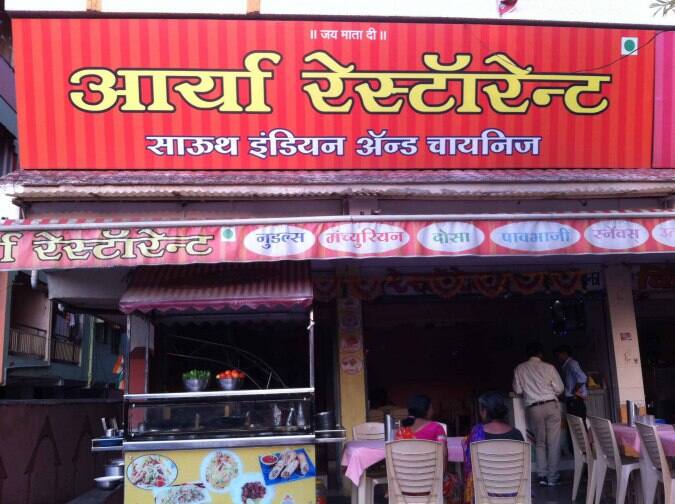 ॥ जय माता दी ॥
आर्या रेस्टॉरेन्ट
साऊथ इंडियन ॲन्ड चायनिज
र्या रेस्टॉरेन्ट नुडल्स मंच्युरियन दोसा पावभाजी स्नॅक्स